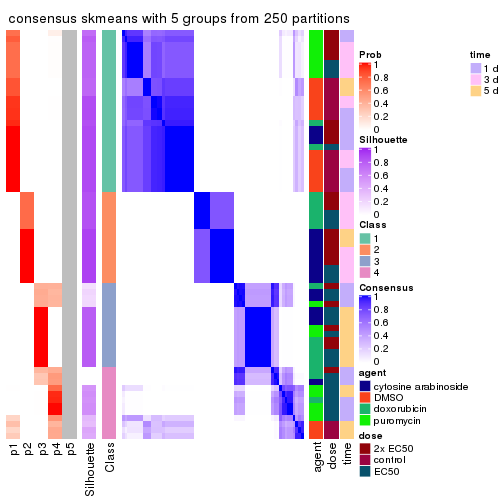 consensus skmeans with 5 groups from 250 partitions
Prob
1
0.8
0.6
0.4
0.2
0
Silhouette
1
0.8
0.6
0.4
0.2
0
Class
1
2
3
4
Consensus
1
0.8
0.6
0.4
0.2
0
agent
cytosine arabinoside
DMSO
doxorubicin
puromycin
dose
2x EC50
control
EC50
time
1 d
3 d
5 d
p1
p2
p3
p4
p5
Silhouette
Class
agent
dose
time